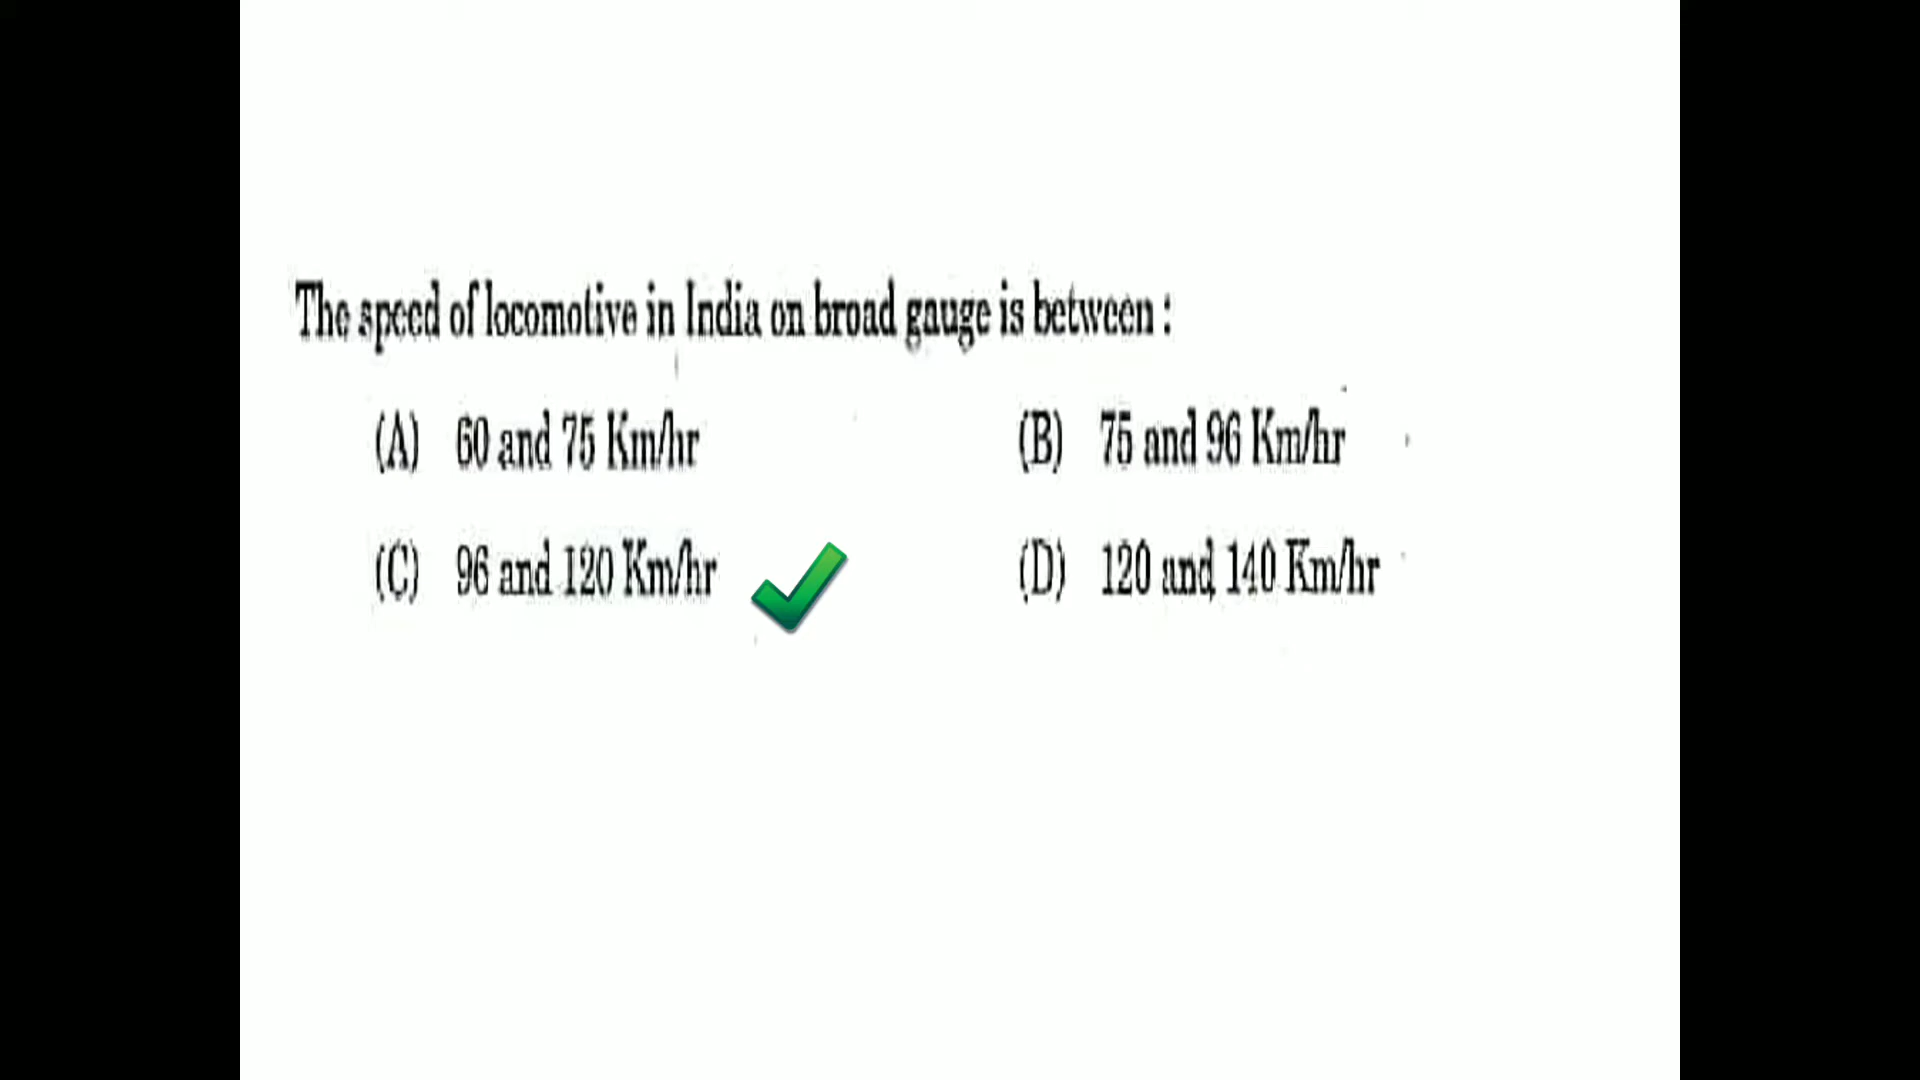 The speed of locomotive in India on broad gauge is between :
(A) 60 and 75 Km/hr (B) 75 and 96 Km/hr
(C) 96 and 120 Km/hr (D) 120 and 140 Km/hr